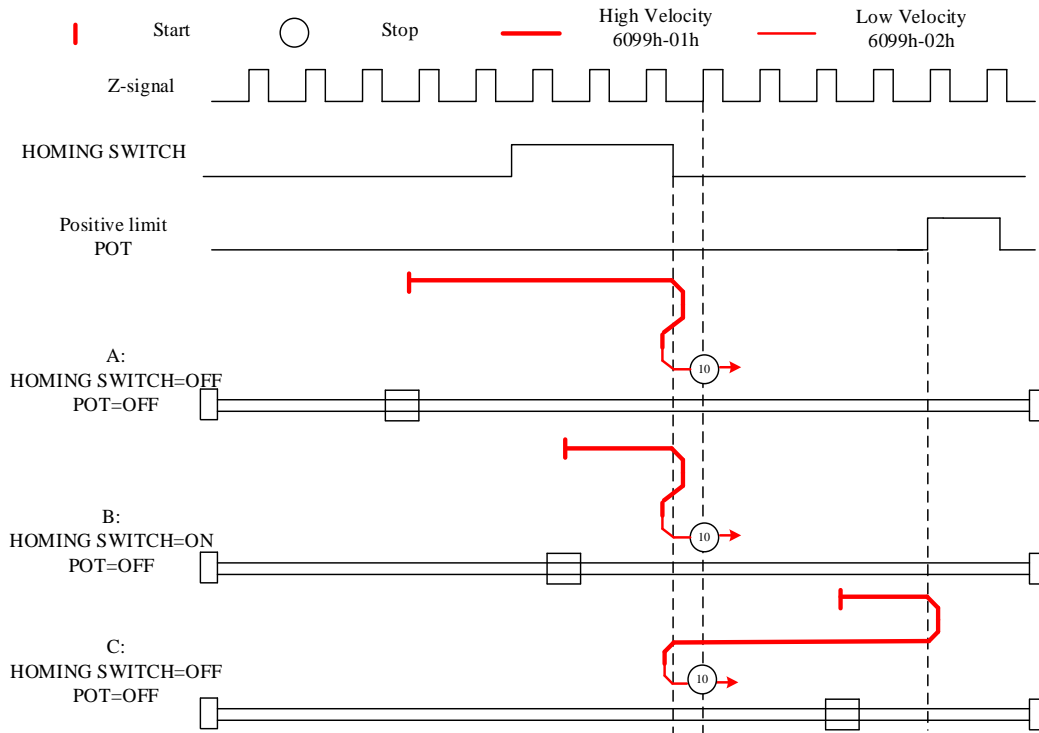 Start
Stop
High Velocity
6099h-01h
Low Velocity
6099h-02h
Z-signal
HOMING SWITCH
Positive limit
POT
A:
HOMING SWITCH=OFF
POT=OFF
10
B:
HOMING SWITCH=ON
POT=OFF
10
C:
HOMING SWITCH=OFF
POT=OFF
10